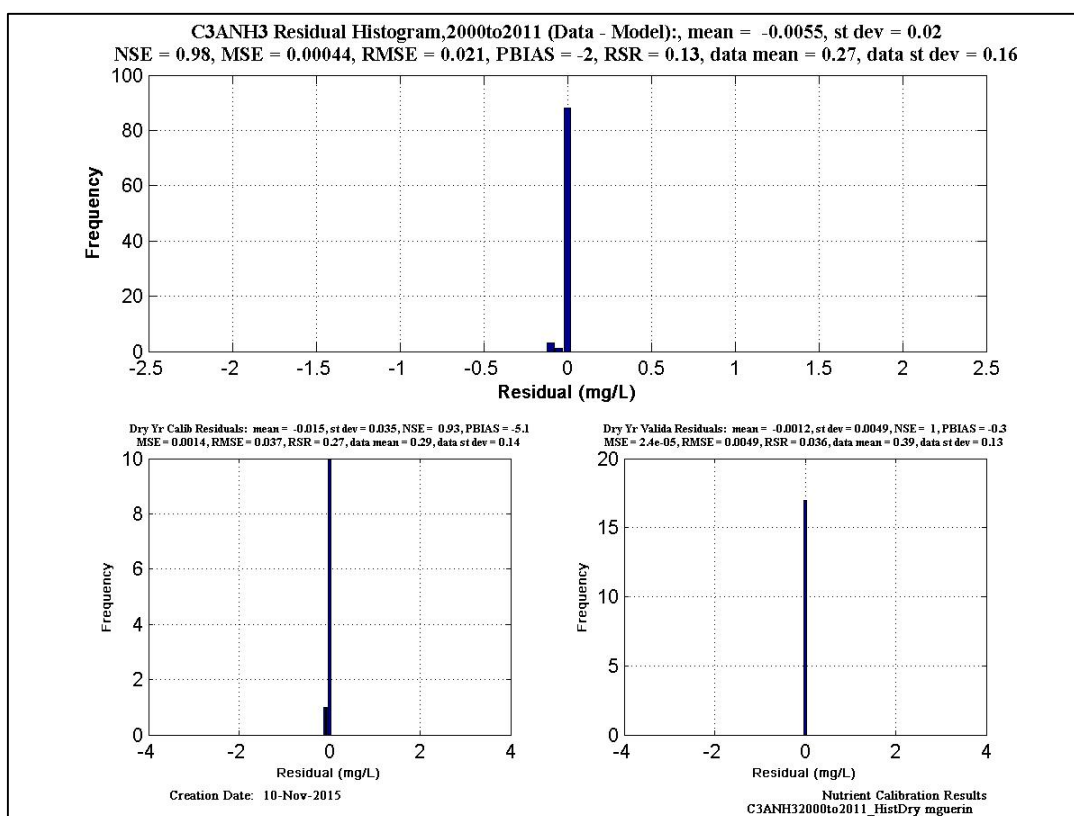 C3ANH3 Residual Histogram,2000to2011 (Data - Model):, mean =  -0.0055, st dev = 0.02
NSE = 0.98, MSE = 0.00044, RMSE = 0.021, PBIAS = -2, RSR = 0.13, data mean = 0.27, data st dev = 0.16
100
80
60
40
20
0
Frequency
-2.5 -2 -1.5 -1 -0.5 0 0.5 1 1.5 2 2.5
Residual (mg/L)
Dry Yr Calib Residuals:  mean =  -0.015, st dev = 0.035, NSE =  0.93, PBIAS = -5.1
MSE = 0.0014, RMSE = 0.037, RSR = 0.27, data mean = 0.29, data st dev = 0.14
10
8
6
4
2
0
Frequency
-4 -2 0 2 4
Residual (mg/L)
Dry Yr Valida Residuals:  mean =  -0.0012, st dev = 0.0049, NSE =  1, PBIAS = -0.3
MSE = 2.4e-05, RMSE = 0.0049, RSR = 0.036, data mean = 0.39, data st dev = 0.13
20
15
10
5
0
Frequency
-4 -2 0 2 4
Residual (mg/L)
Creation Date:  10-Nov-2015
Nutrient Calibration Results
C3ANH32000to2011_HistDry mguerin